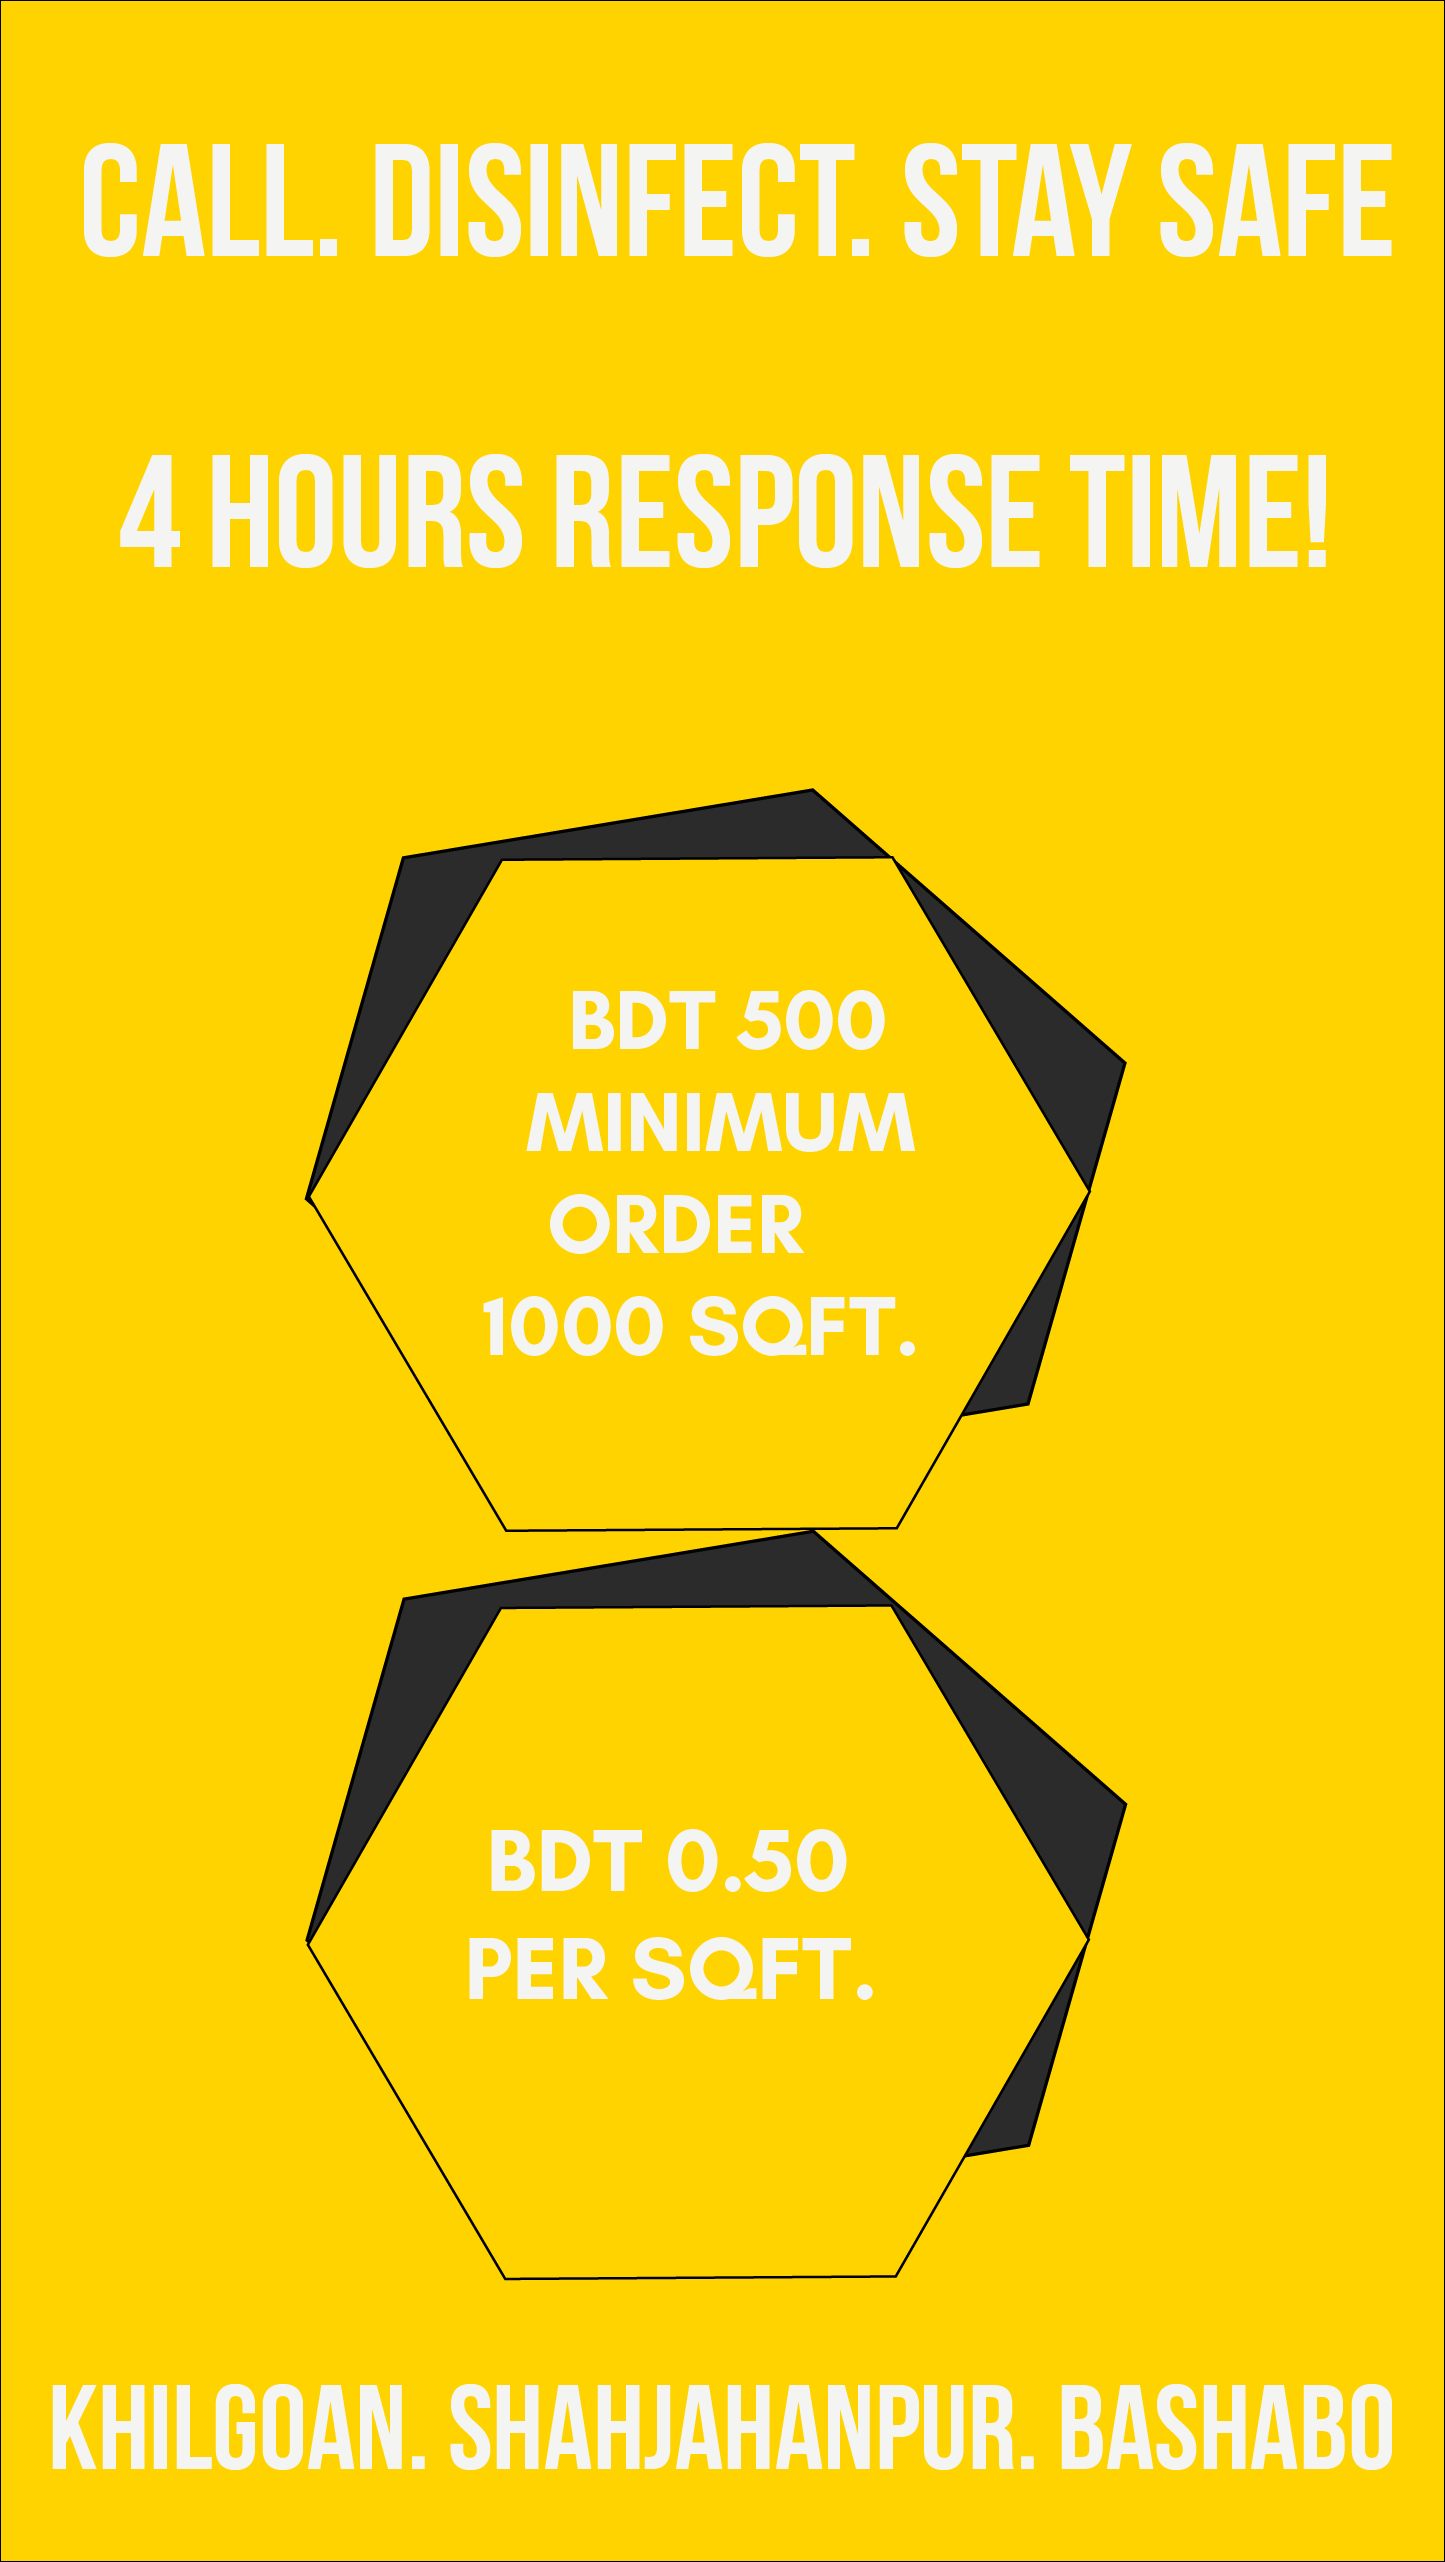 CALL. DISINFECT. STAY SAFE
4 HOURS RESPONSE TIME!
BDT 500
MINIMUM
ORDER
1000 SQFT.
BDT 0.50
PER SQFT.
KHILGOAN. SHAHJAHANPUR. BASHABO